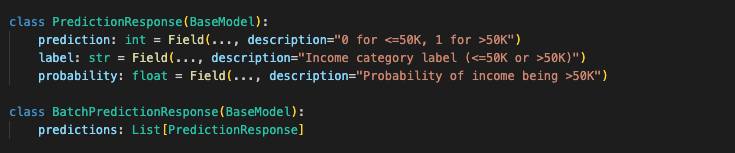 class PredictionResponse(BaseModel):
    prediction: int = Field(..., description="0 for <=50K, 1 for >50K")
    label: str = Field(..., description="Income category label (<=50K or >50K)")
    probability: float = Field(..., description="Probability of income being >50K")

class BatchPredictionResponse(BaseModel):
    predictions: List[PredictionResponse]